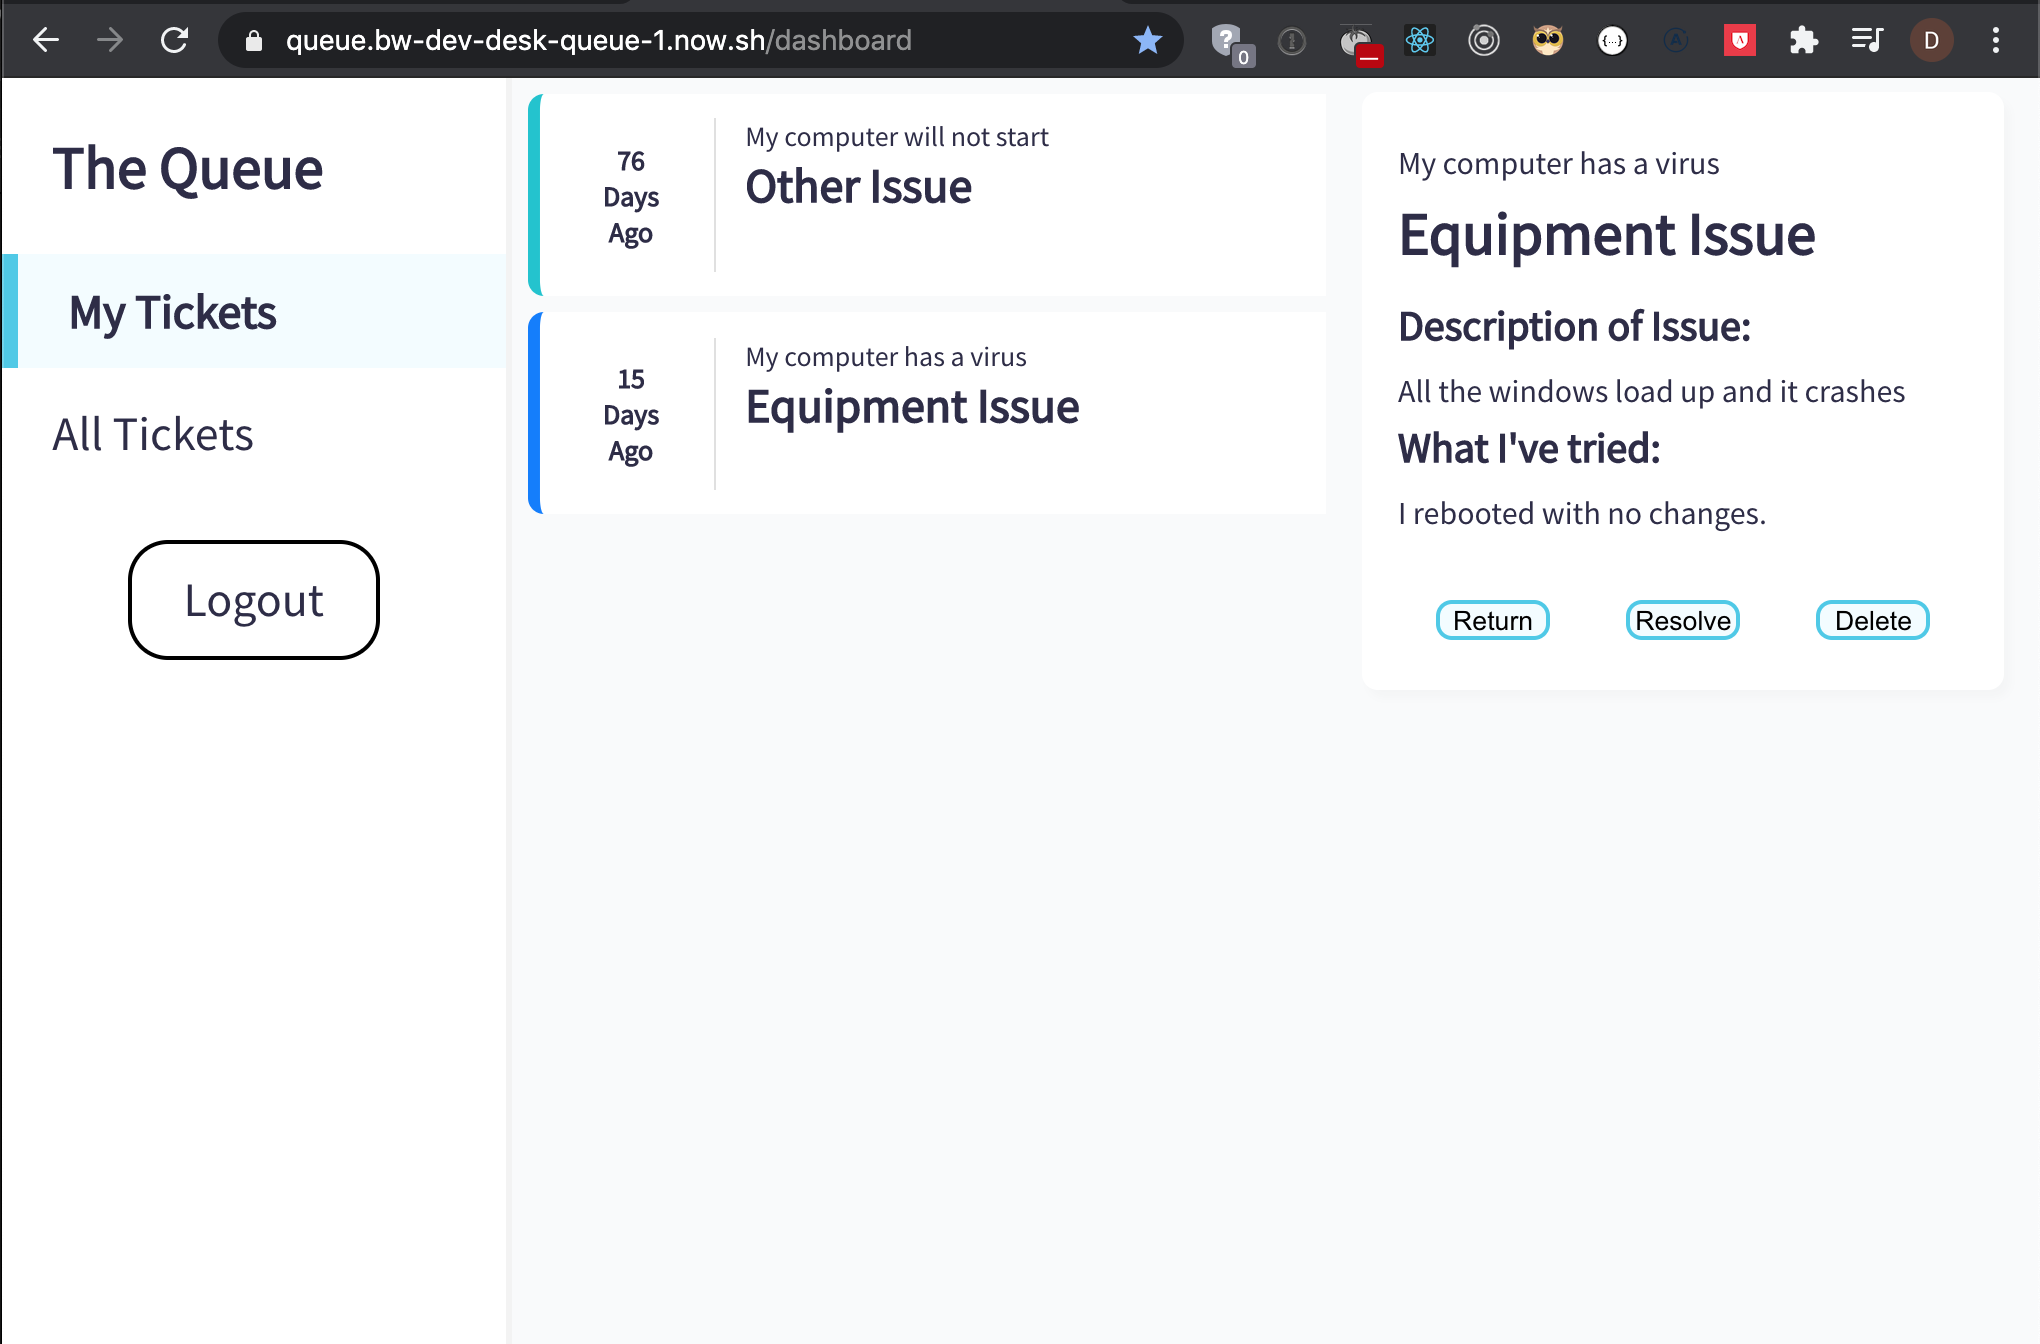 queue.bw-dev-desk-queue-1.now.sh/dashboard
0
D
The Queue
My Tickets
All Tickets
Logout
76
Days
Ago
My computer will not start
Other Issue
15
Days
Ago
My computer has a virus
Equipment Issue
My computer has a virus
Equipment Issue
Description of Issue:
All the windows load up and it crashes
What I've tried:
I rebooted with no changes.
Return
Resolve
Delete